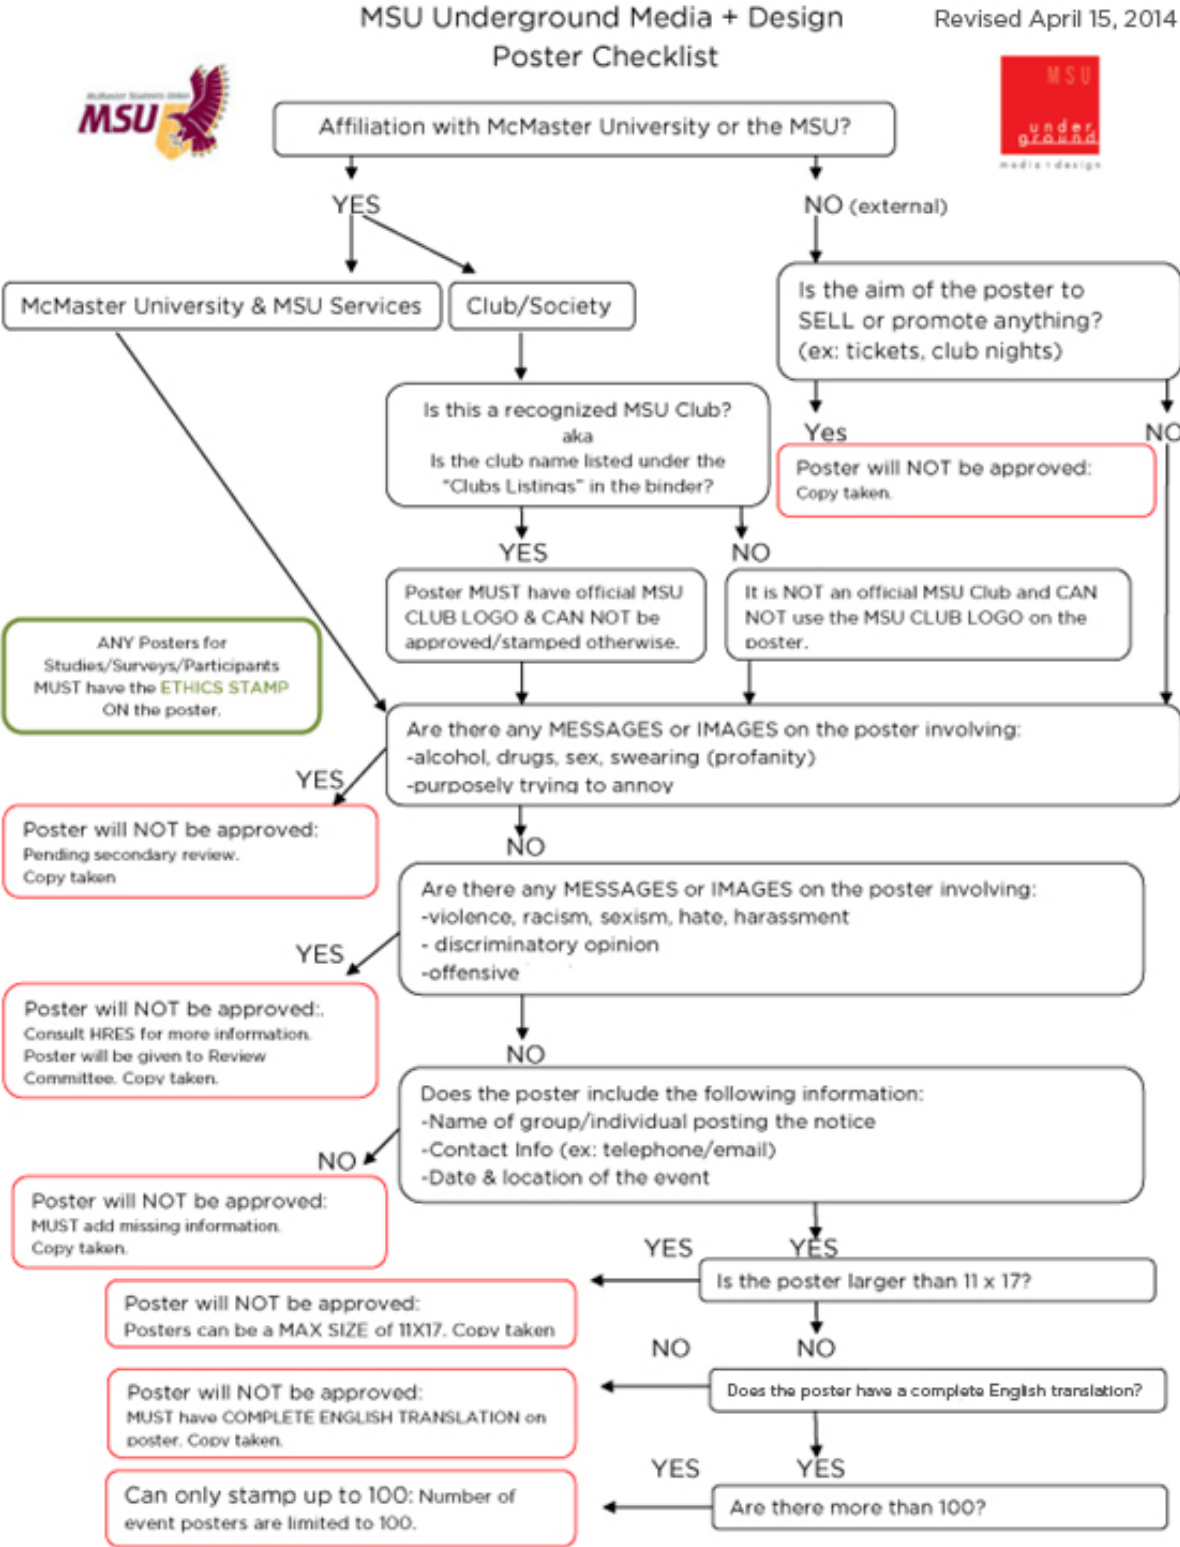 MSU Underground Media + Design
Poster Checklist
Revised April 15, 2014
McMaster Students Union
MSU
MSU
under
ground
media + design
Affiliation with McMaster University or the MSU?
YES
NO (external)
McMaster University & MSU Services
Club/Society
Is the aim of the poster to
SELL or promote anything?
(ex: tickets, club nights)
Is this a recognized MSU Club?
aka
Is the club name listed under the
"Clubs Listings" in the binder?
Yes
NO
Poster will NOT be approved:
Copy taken.
YES
NO
Poster MUST have official MSU
CLUB LOGO & CAN NOT be
approved/stamped otherwise.
It is NOT an official MSU Club and CAN
NOT use the MSU CLUB LOGO on the
poster.
ANY Posters for
Studies/Surveys/Participants
MUST have the ETHICS STAMP
ON the poster.
Are there any MESSAGES or IMAGES on the poster involving:
-alcohol, drugs, sex, swearing (profanity)
-purposely trying to annoy
YES
Poster will NOT be approved:
Pending secondary review.
Copy taken
NO
Are there any MESSAGES or IMAGES on the poster involving:
-violence, racism, sexism, hate, harassment
- discriminatory opinion
-offensive
YES
Poster will NOT be approved:.
Consult HRES for more information.
Poster will be given to Review
Committee. Copy taken.
NO
Does the poster include the following information:
-Name of group/individual posting the notice
-Contact Info (ex: telephone/email)
-Date & location of the event
NO
Poster will NOT be approved:
MUST add missing information.
Copy taken.
YES
YES
Is the poster larger than 11 x 17?
Poster will NOT be approved:
Posters can be a MAX SIZE of 11X17. Copy taken
NO
NO
Does the poster have a complete English translation?
Poster will NOT be approved:
MUST have COMPLETE ENGLISH TRANSLATION on
poster. Copy taken.
YES
YES
Are there more than 100?
Can only stamp up to 100: Number of
event posters are limited to 100.